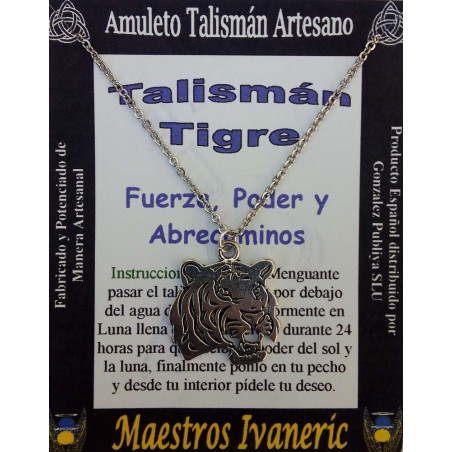 Amuleto Talismán Artesano
Talismán
Tigre
Fuerza, Poder y
Abrecaminos
Menguante
pasar el por debajo
del agua
Luna llena durante 24
horas para que del sol y
la luna, finalmente ponlo en tu pecho
y desde tu interior pídele tu deseo.
Fabricado y Potenciado de
Manera Artesanal
Producto Español distribuido por
Gonzalez Publiya SLU
Maestros Ivaneric